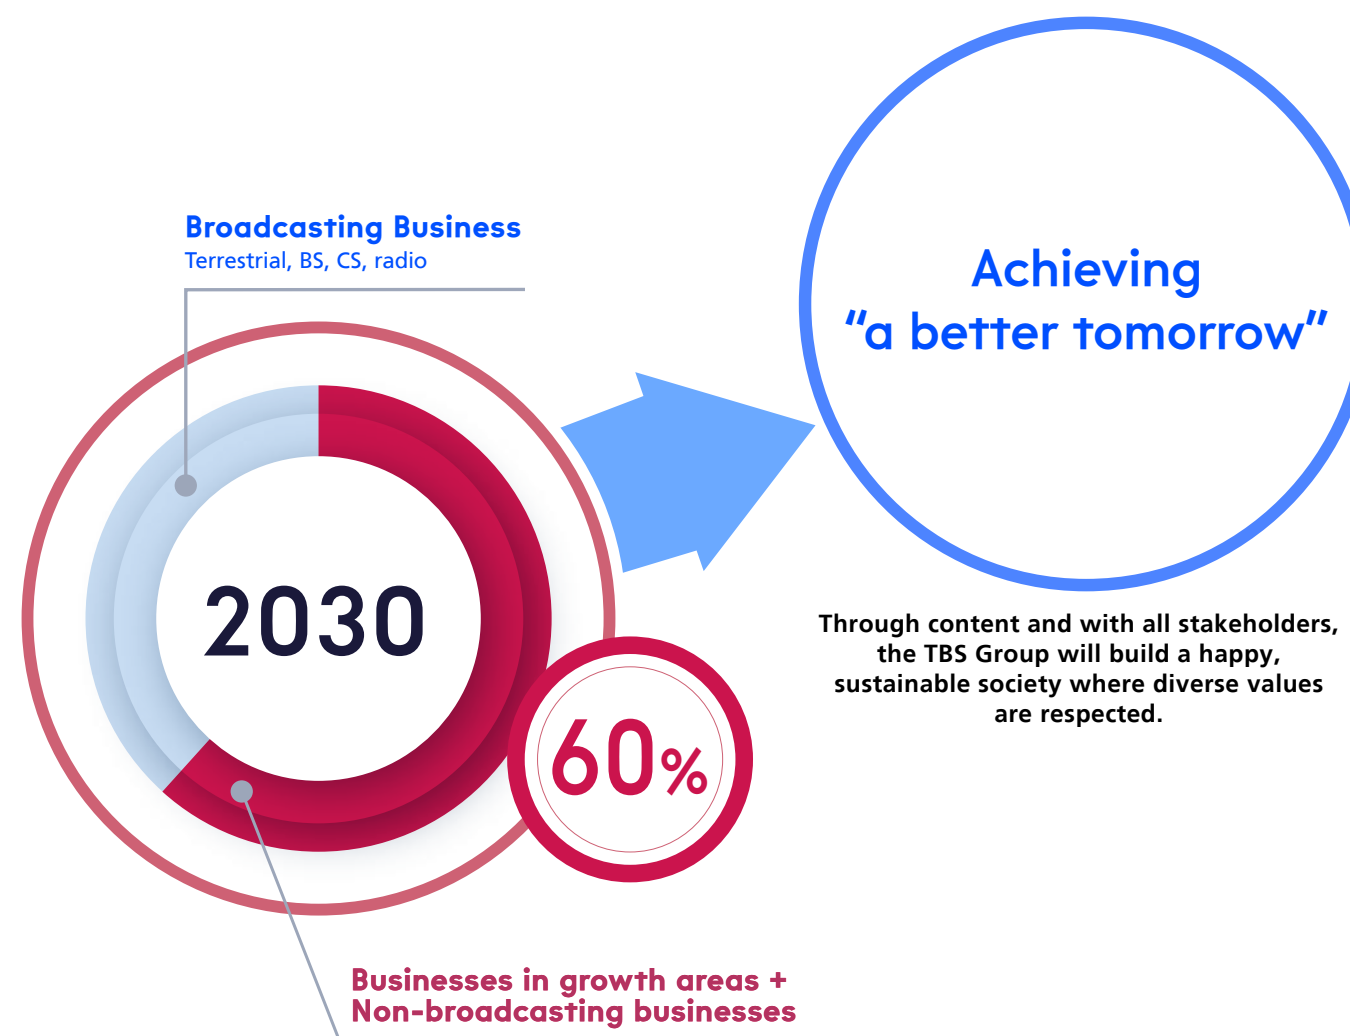 Broadcasting Business
Terrestrial, BS, CS, radio
2030
60%
Businesses in growth areas +
Non-broadcasting businesses
Achieving
“a better tomorrow”
Through content and with all stakeholders,
the TBS Group will build a happy,
sustainable society where diverse values
are respected.